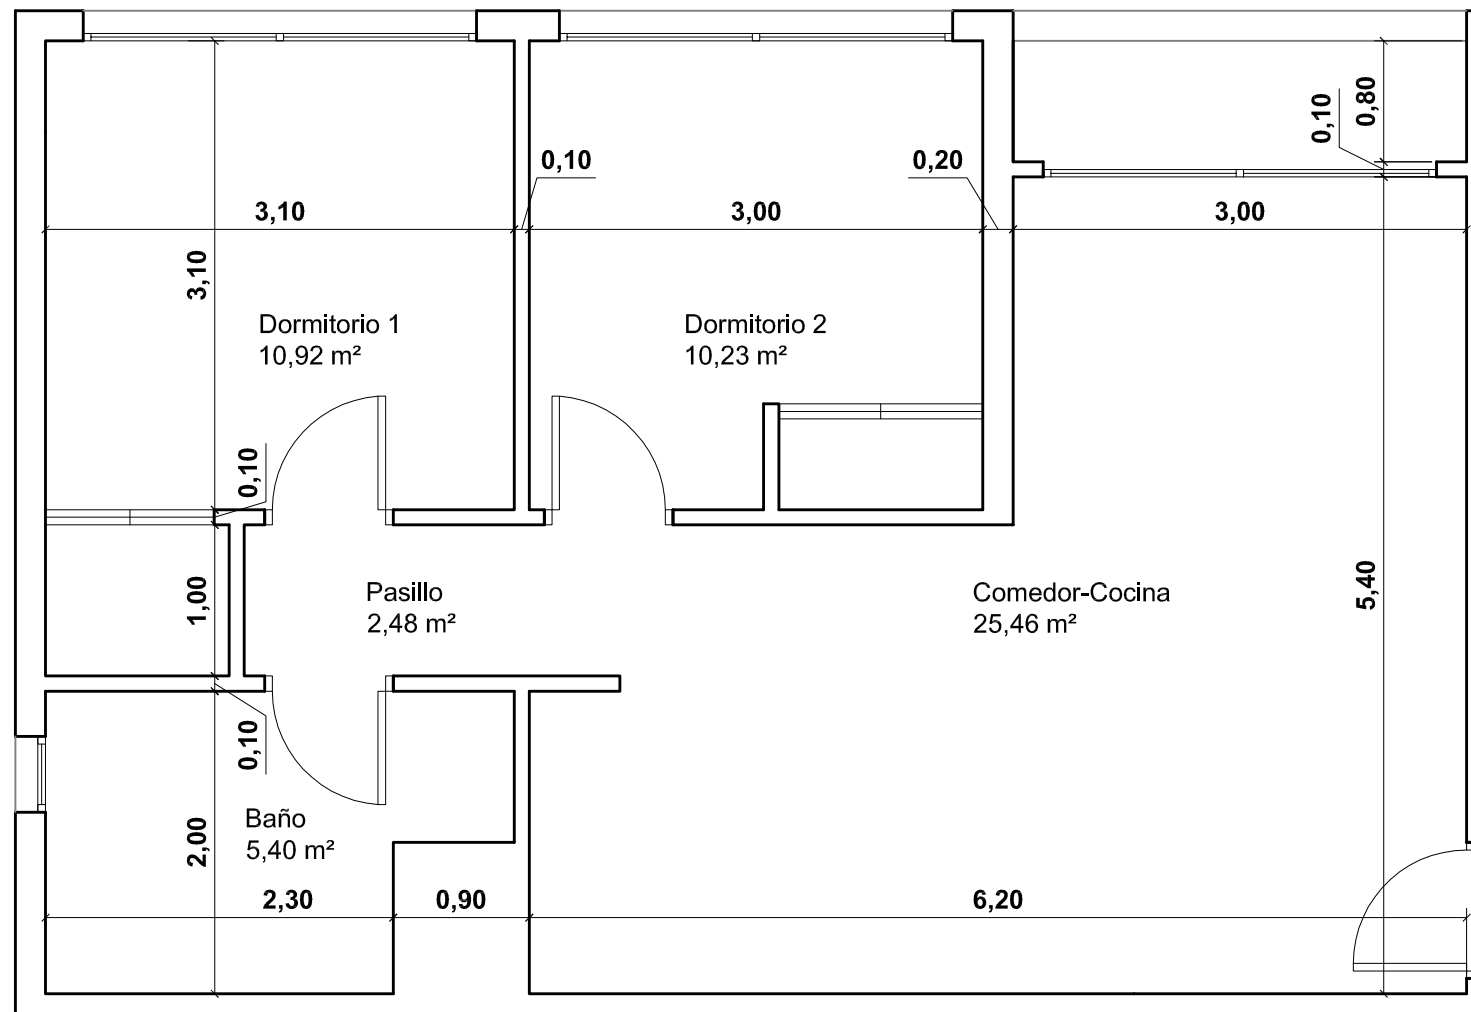 0,10
0,80
0,10
0,20
3,10
3,00
3,00
3,10
Dormitorio 1
10,92 m²
Dormitorio 2
10,23 m²
0,10
1,00
Pasillo
2,48 m²
Comedor-Cocina
25,46 m²
5,40
0,10
Baño
5,40 m²
2,00
2,30
0,90
6,20